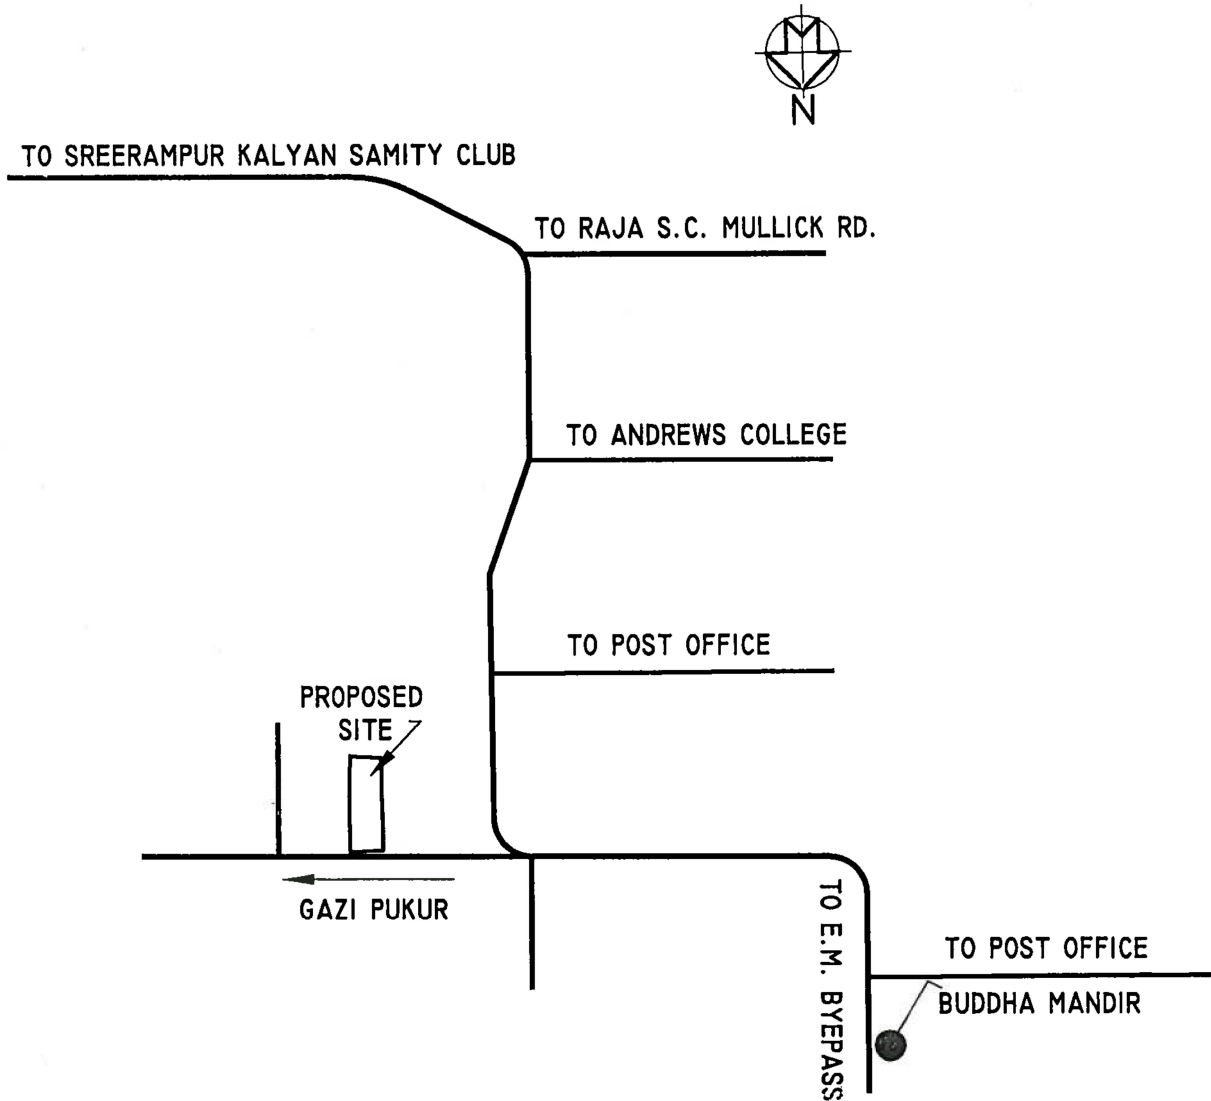 N
TO SREERAMPUR KALYAN SAMITY CLUB
TO RAJA S.C. MULLICK RD.
TO ANDREWS COLLEGE
TO POST OFFICE
PROPOSED
SITE
GAZI PUKUR
TO E.M. BYEPASS
TO POST OFFICE
BUDDHA MANDIR